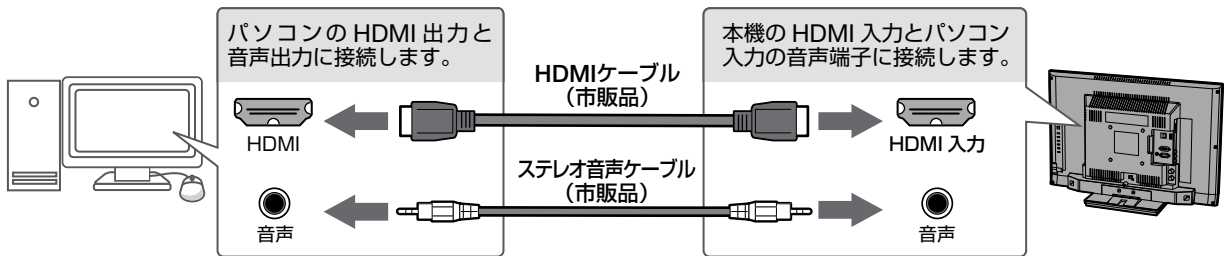 パソコンの HDMI 出力と
音声出力に接続します。
HDMIケーブル
（市販品）
本機の HDMI 入力とパソコン
入力の音声端子に接続します。
HDMI
HDMI 入力
ステレオ音声ケーブル
（市販品）
音声
音声